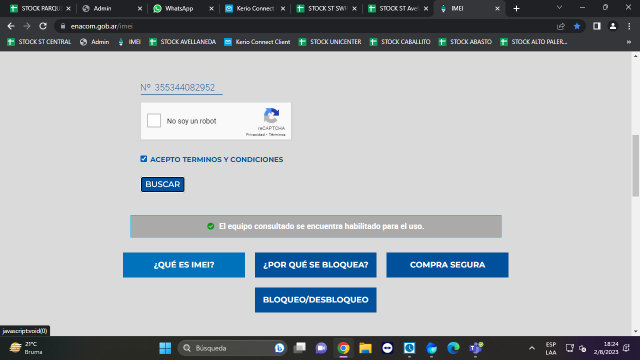 STOCK PARQU
Admin
WhatsApp
Kerio Connect
STOCK ST SWF
STOCK ST Avel
IMEI
enacom.gob.ar/imei
STOCK ST CENTRAL
Admin
IMEI
STOCK AVELLANEDA
Kerio Connect Client
STOCK UNICENTER
STOCK CABALLITO
STOCK ABASTO
STOCK ALTO PALER...
Nº 355344082952
No soy un robot
reCAPTCHA
Privacidad - Términos
ACEPTO TERMINOS Y CONDICIONES
BUSCAR
El equipo consultado se encuentra habilitado para el uso.
¿QUÉ ES IMEI?
¿POR QUÉ SE BLOQUEA?
COMPRA SEGURA
BLOQUEO/DESBLOQUEO
javascript:void(0)
21°C
Bruma
Búsqueda
ESP
LAA
18:24
2/8/2023